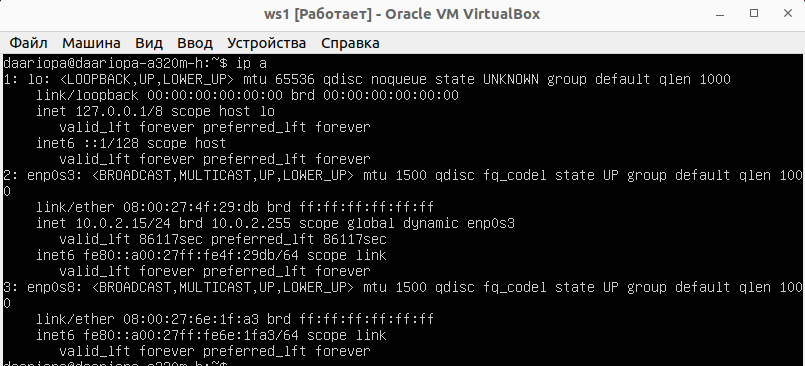 ws1 [Работает] - Oracle VM VirtualBox
Файл Машина Вид Ввод Устройства Справка
daariopa@daariopa-a320m-h:~$ ip a
1: lo: <LOOPBACK,UP,LOWER_UP> mtu 65536 qdisc noqueue state UNKNOWN group default qlen 1000
    link/loopback 00:00:00:00:00:00 brd 00:00:00:00:00:00
    inet 127.0.0.1/8 scope host lo
       valid_lft forever preferred_lft forever
    inet6 ::1/128 scope host
       valid_lft forever preferred_lft forever
2: enp0s3: <BROADCAST,MULTICAST,UP,LOWER_UP> mtu 1500 qdisc fq_codel state UP group default qlen 100
0
    link/ether 08:00:27:4f:29:db brd ff:ff:ff:ff:ff:ff
    inet 10.0.2.15/24 brd 10.0.2.255 scope global dynamic enp0s3
       valid_lft 86117sec preferred_lft 86117sec
    inet6 fe80::a00:27ff:fe4f:29db/64 scope link
       valid_lft forever preferred_lft forever
3: enp0s8: <BROADCAST,MULTICAST,UP,LOWER_UP> mtu 1500 qdisc fq_codel state UP group default qlen 100
0
    link/ether 08:00:27:6e:1f:a3 brd ff:ff:ff:ff:ff:ff
    inet6 fe80::a00:27ff:fe6e:1fa3/64 scope link
       valid_lft forever preferred_lft forever
daariopa@daariopa-a320m-h:~$